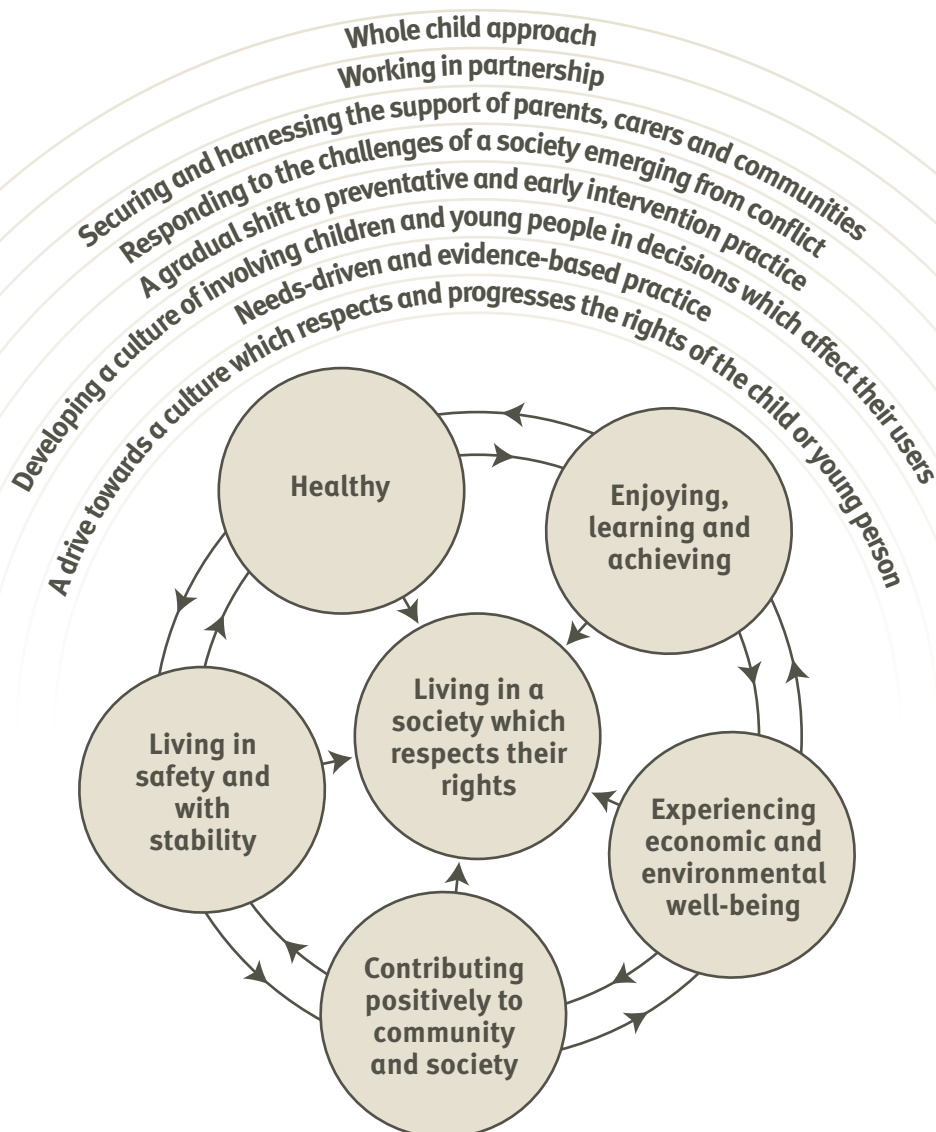 Whole child approach
Working in partnership
Securing and harnessing the support of parents, carers and communities
Responding to the challenges of a society emerging from conflict
A gradual shift to preventative and early intervention practice
Developing a culture of involving children and young people in decisions which affect their users
Needs-driven and evidence-based practice
A drive towards a culture which respects and progresses the rights of the child or young person
Healthy
Enjoying,
learning and
achieving
Living in a
society which
respects their
rights
Living in
safety and
with
stability
Experiencing
economic and
environmental
well-being
Contributing
positively to
community
and society